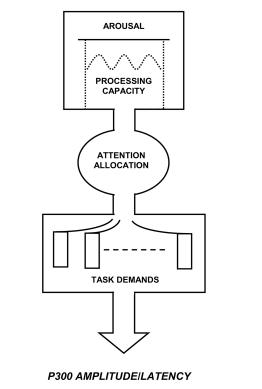 AROUSAL
PROCESSING
CAPACITY
ATTENTION
ALLOCATION
TASK DEMANDS
P300 AMPLITUDE/LATENCY